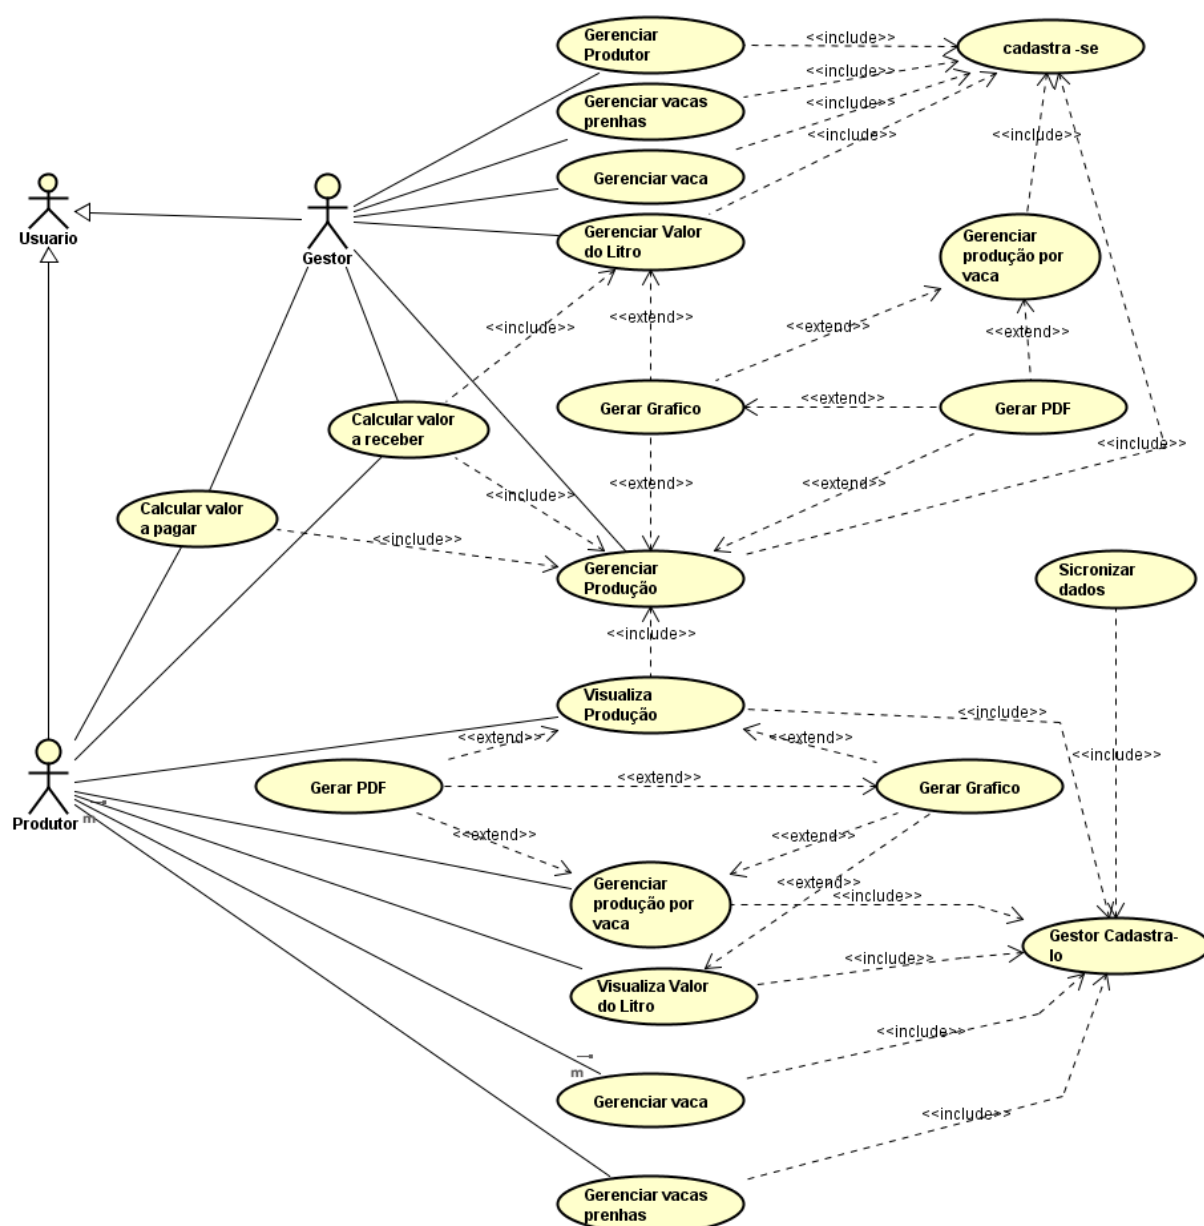 Gerenciar
Produtor
<<include>>
cadastra -se
<<include>>
Gerenciar vacas
prenhas
<<include>>
<<include>>
<<include>>
Gerenciar vaca
Usuario
Gestor
Gerenciar Valor
do Litro
Gerenciar
produção por
vaca
<<include>>
<<extend>>
<<extend>>
<<extend>>
Gerar Grafico
<<extend>>
Gerar PDF
Calcular valor
a receber
<<include>>
<<include>>
<<extend>>
<<extend>>
Calcular valor
a pagar
<<include>>
Gerenciar
Produção
Sicronizar
dados
<<include>>
Visualiza
Produção
<<include>>
<<extend>>
<<extend>>
<<include>>
Gerar PDF
<<extend>>
Gerar Grafico
Produtor
m
<<extend>>
<<extend>>
Gerenciar
produção por
vaca
<<extend>>
<<include>>
Gestor Cadastra-
lo
Visualiza Valor
do Litro
<<include>>
<<include>>
m
Gerenciar vaca
<<include>>
Gerenciar vacas
prenhas